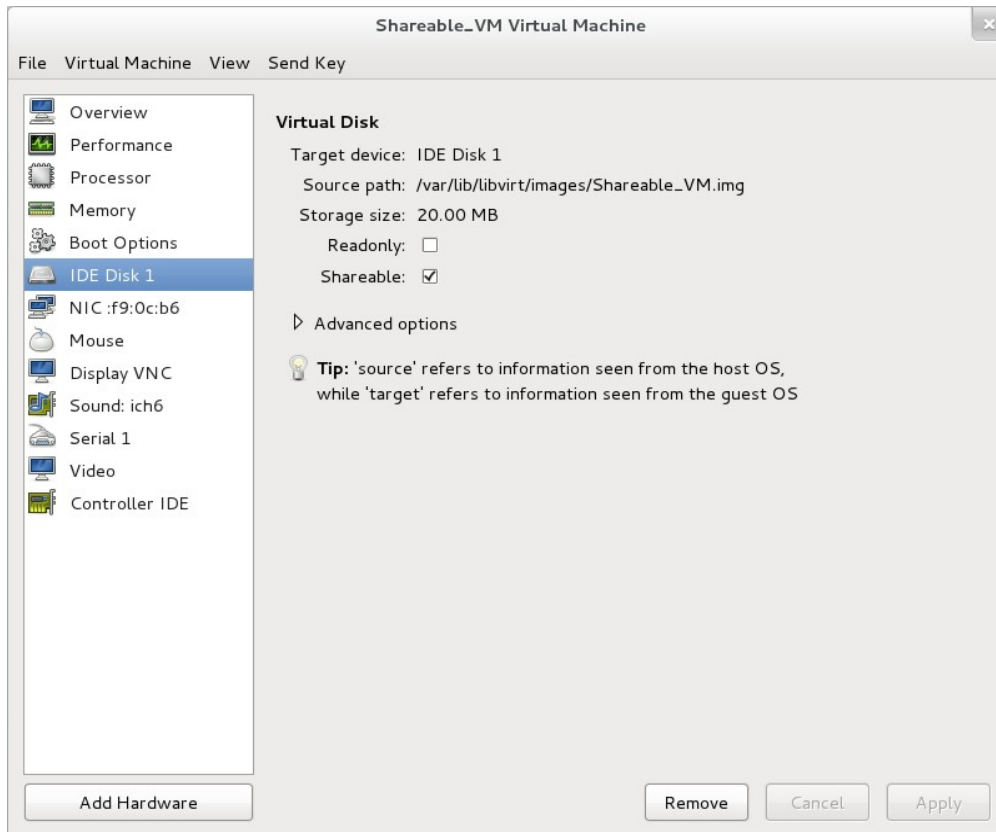 Shareable_VM Virtual Machine
File Virtual Machine View Send Key
Overview
Performance
Processor
Memory
Boot Options
IDE Disk 1
NIC :f9:0c:b6
Mouse
Display VNC
Sound: ich6
Serial 1
Video
Controller IDE
Add Hardware
Virtual Disk
Target device: IDE Disk 1
Source path: /var/lib/libvirt/images/Shareable_VM.img
Storage size: 20.00 MB
Readonly:
Shareable:
Advanced options
Tip: 'source' refers to information seen from the host OS,
while 'target' refers to information seen from the guest OS
Remove Cancel Apply